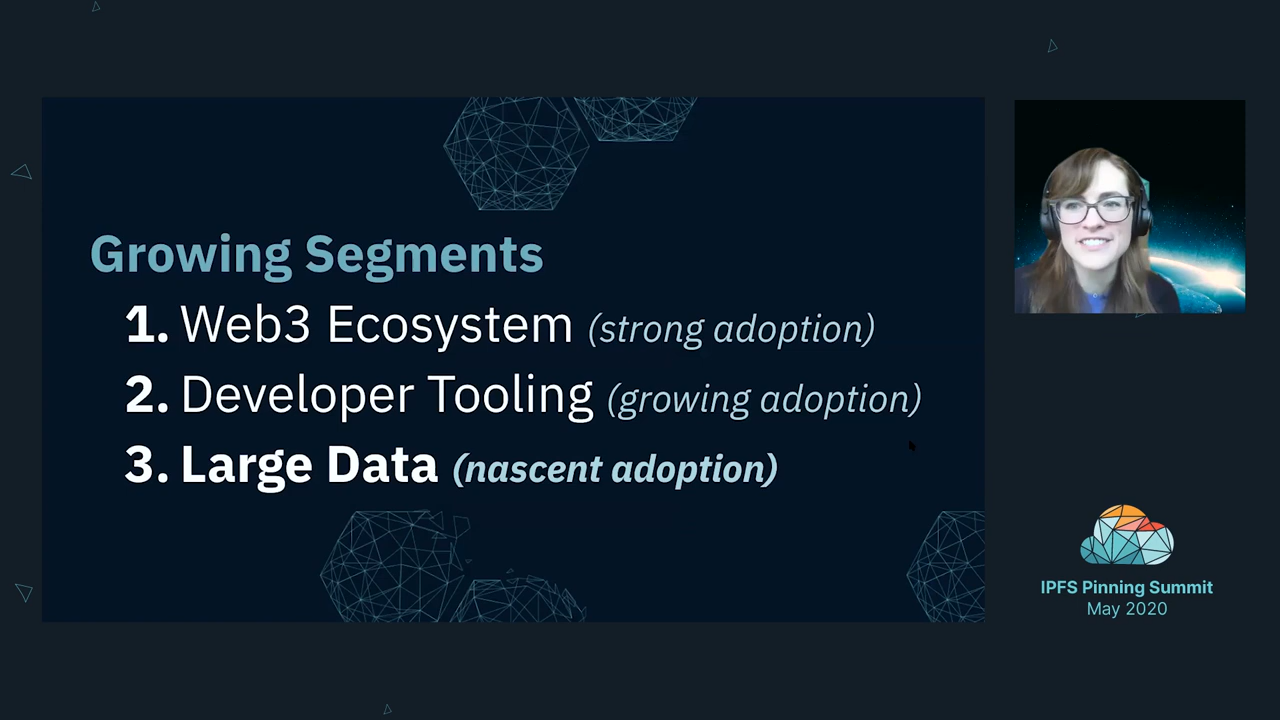 Growing Segments
1. Web3 Ecosystem (strong adoption)
2. Developer Tooling (growing adoption)
3. Large Data (nascent adoption)
IPFS Pinning Summit
May 2020